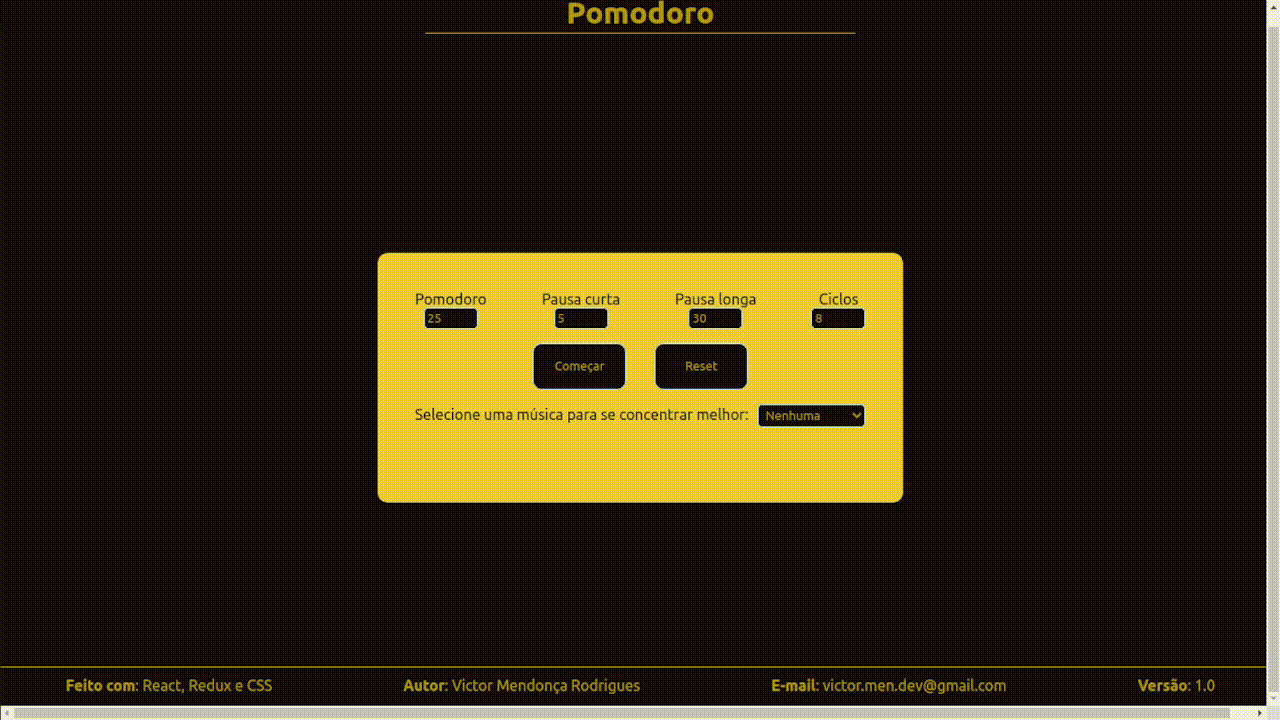 Pomodoro
Pomodoro Pausa curta Pausa longa Ciclos
25 5 30 8
Começar Reset
Selecione uma música para se concentrar melhor: Nenhuma
Feito com: React, Redux e CSS Autor: Victor Mendonça Rodrigues E-mail: victor.men.dev@gmail.com Versão: 1.0